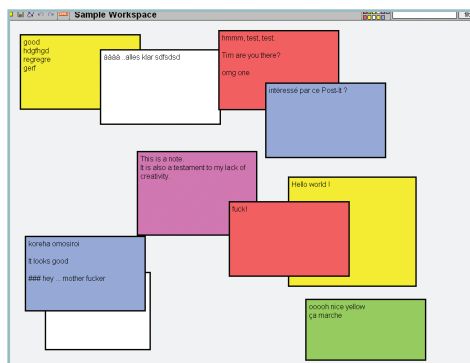 Sample Workspace
good
hdgfhgd
regregre
gerf
ääää ..alles klar sdfsdsd
hmmm, test, test.
Tim are you there?
omg one
intéressé par ce Post-It ?
This is a note.
It is also a testament to my lack of
creativity.
Hello world !
fuck!
koreha omosiroi
It looks good
### hey ... mother fucker
ooooh nice yellow
ça marche